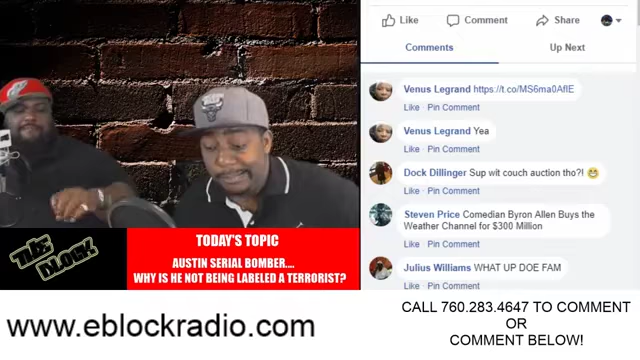 Like Comment Share
Comments Up Next
Venus Legrand https://t.co/MS6ma0AflE
Like · Pin Comment
Venus Legrand Yea
Like · Pin Comment
Dock Dillinger Sup wit couch auction tho?!
Like · Pin Comment
Steven Price Comedian Byron Allen Buys the
Weather Channel for $300 Million
Like · Pin Comment
Julius Williams WHAT UP DOE FAM
Like · Pin Comment
THE
BLOCK
TODAY'S TOPIC
AUSTIN SERIAL BOMBER....
WHY IS HE NOT BEING LABELED A TERRORIST?
www.eblockradio.com
CALL 760.283.4647 TO COMMENT
OR
COMMENT BELOW!